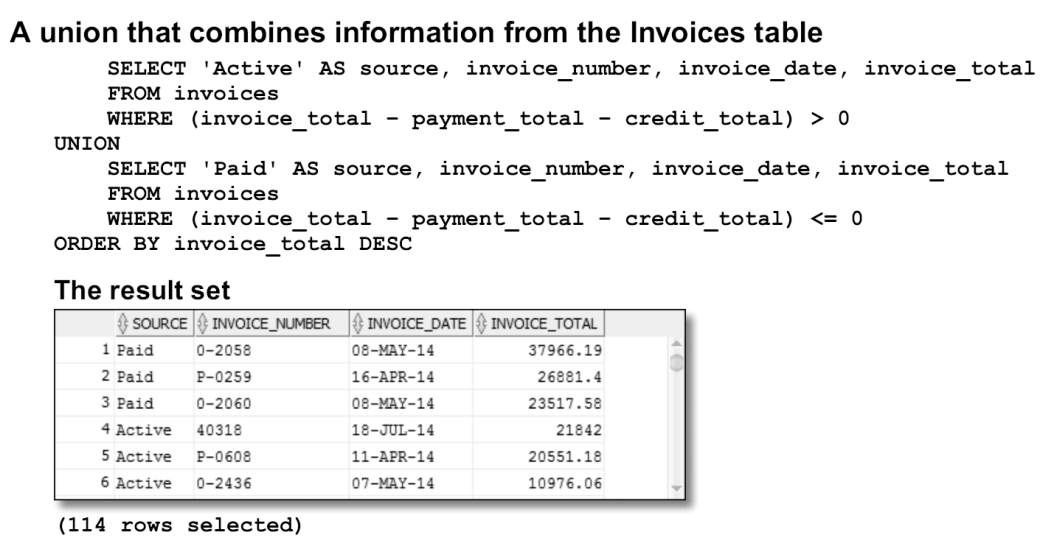 A union that combines information from the Invoices table
SELECT 'Active' AS source, invoice_number, invoice_date, invoice_total
FROM invoices
WHERE (invoice_total - payment_total - credit_total) > 0
UNION
SELECT 'Paid' AS source, invoice_number, invoice_date, invoice_total
FROM invoices
WHERE (invoice_total - payment_total - credit_total) <= 0
ORDER BY invoice_total DESC
The result set
SOURCE INVOICE_NUMBER INVOICE_DATE INVOICE_TOTAL
1 Paid 0-2058 08-MAY-14 37966.19
2 Paid P-0259 16-APR-14 26881.4
3 Paid 0-2060 08-MAY-14 23517.58
4 Active 40318 18-JUL-14 21842
5 Active P-0608 11-APR-14 20551.18
6 Active 0-2436 07-MAY-14 10976.06
(114 rows selected)